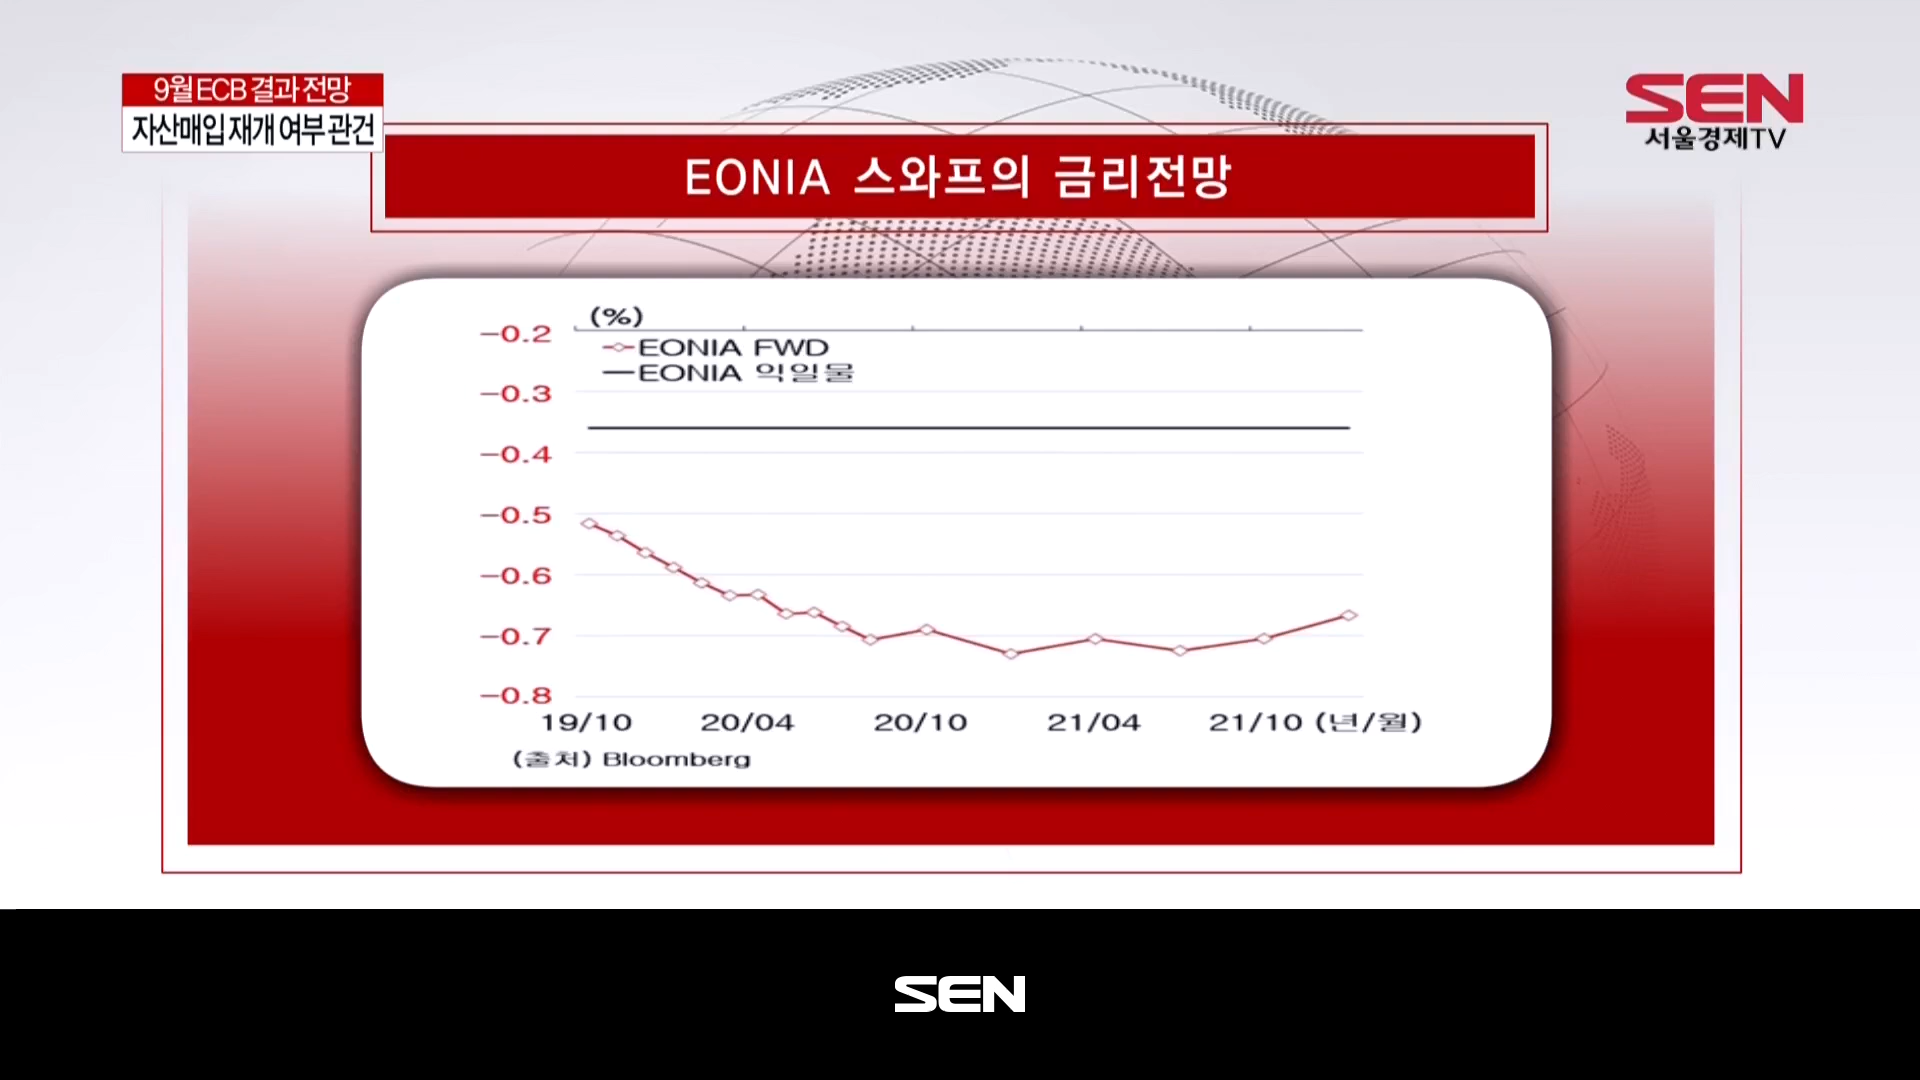 9월 ECB 결과 전망
자산매입 재개 여부 관건
SEN
서울경제TV
EONIA 스와프의 금리전망
(%)
EONIA FWD
EONIA 익일물
−0.2
−0.3
−0.4
−0.5
−0.6
−0.7
−0.8
19/10 20/04 20/10 21/04 21/10 (년/월)
(출처) Bloomberg
SEN